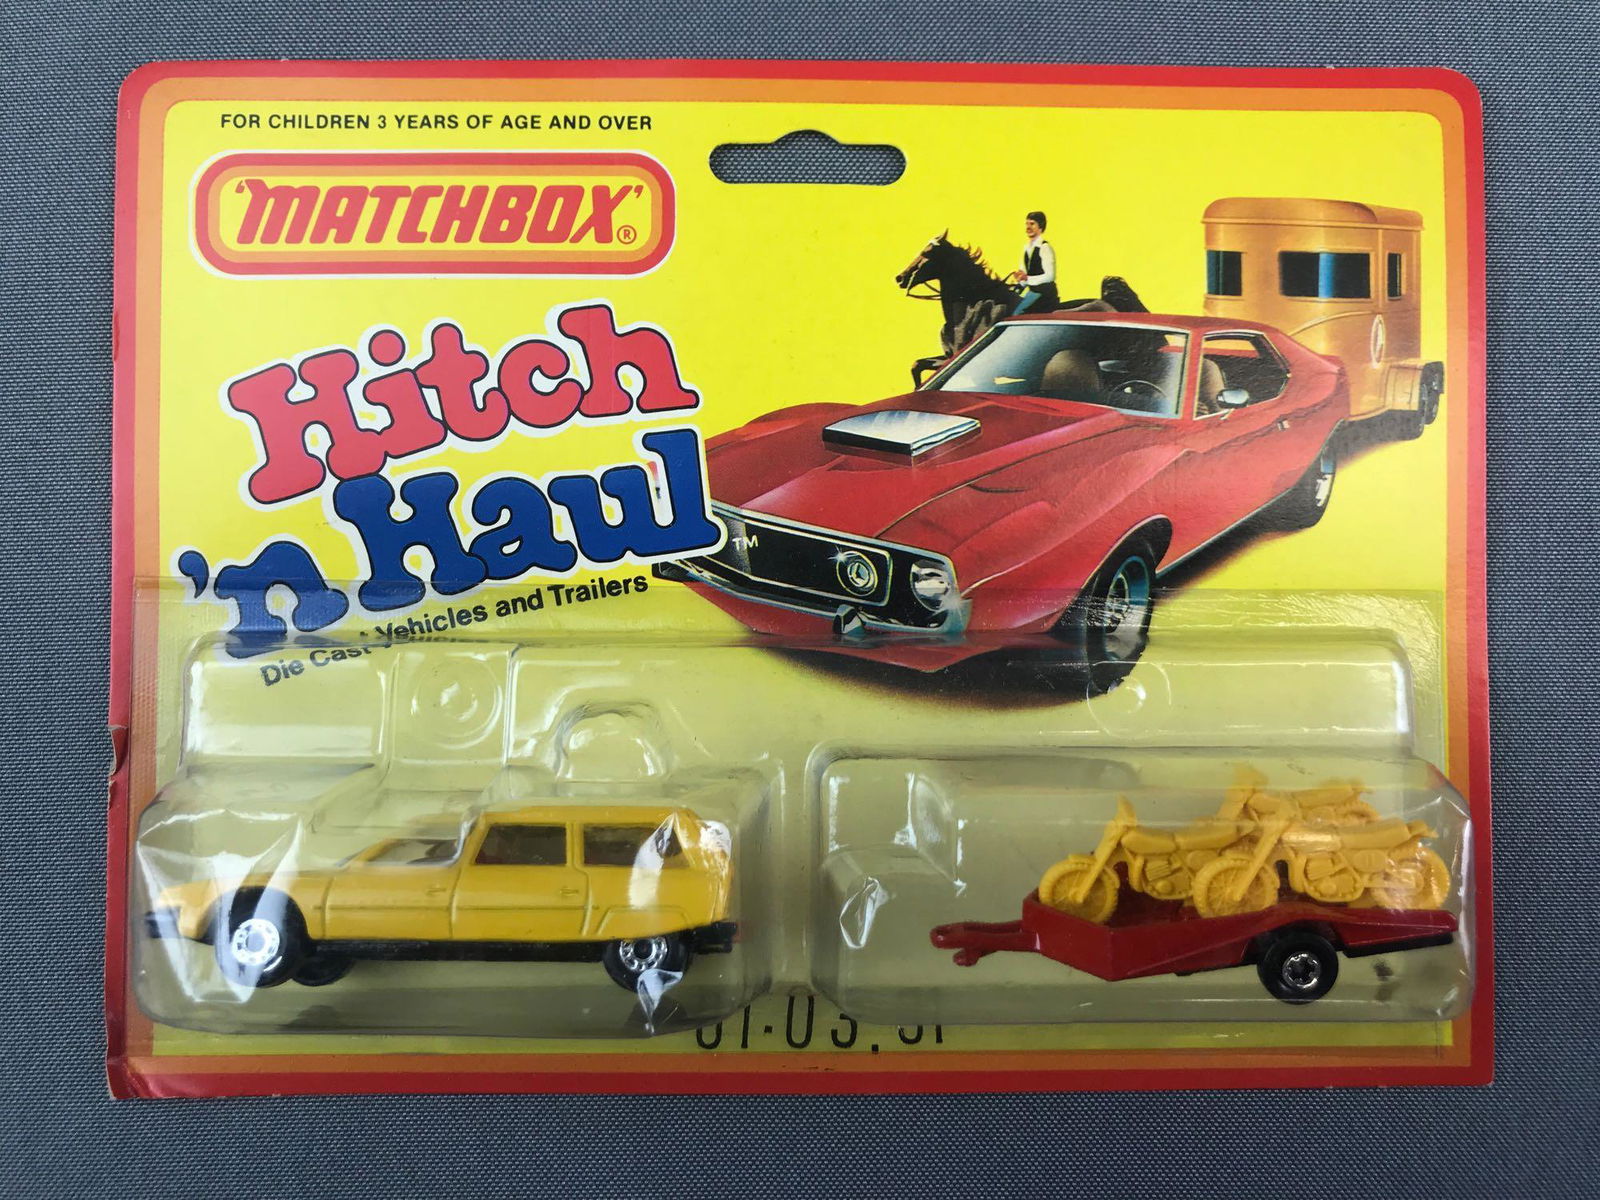 FOR CHILDREN 3 YEARS OF AGE AND OVER
'MATCHBOX'®
Hitch
'n Haul
TM
Die Cast Vehicles and Trailers